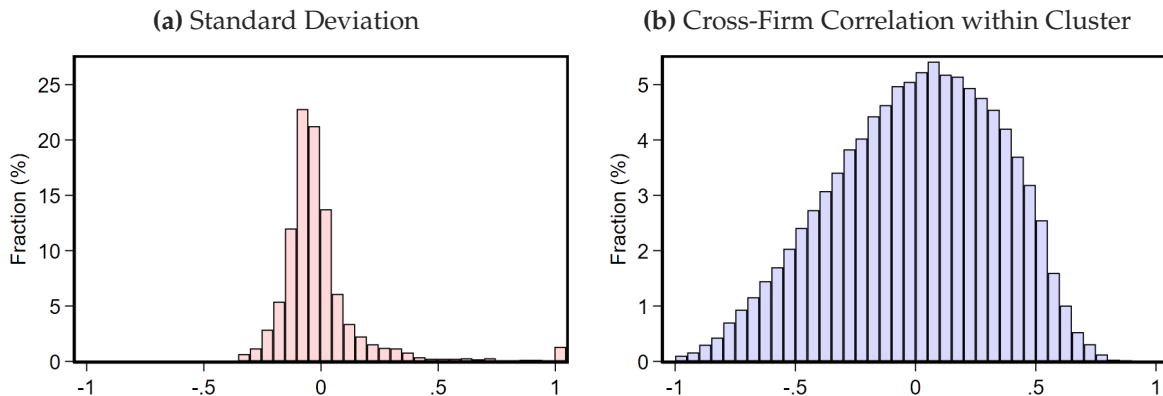 (a) Standard Deviation
25
20
15
10
5
0
Fraction (%)
-1 -.5 0 .5 1
(b) Cross-Firm Correlation within Cluster
5
4
3
2
1
0
Fraction (%)
-1 -.5 0 .5 1